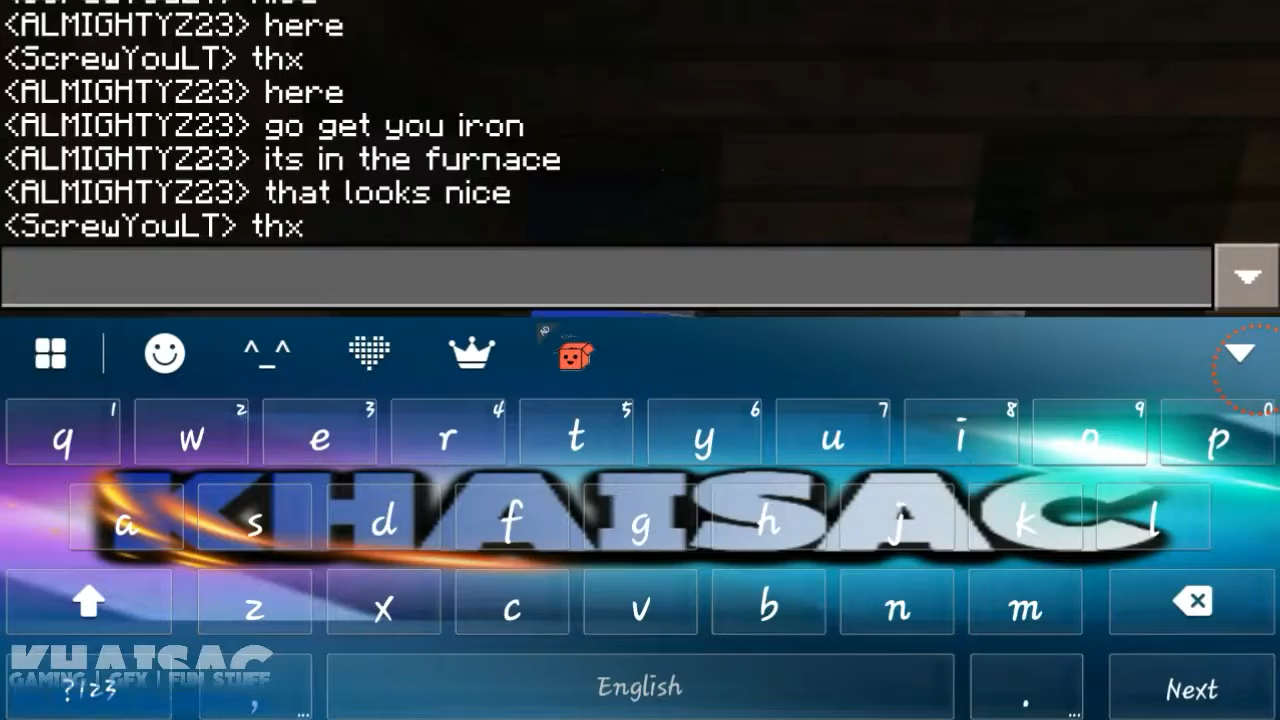 <ALMIGHTYZ23> here
<ScrewYouLT> thx
<ALMIGHTYZ23> here
<ALMIGHTYZ23> go get you iron
<ALMIGHTYZ23> its in the furnace
<ALMIGHTYZ23> that looks nice
<ScrewYouLT> thx
^_^
1 2 3 4 5 6 7 8 9 0
q w e r t y u i o p
KHAISAC
a s d f g h j k l
z x c v b n m
KHAISAC
GAMING | GFX | FUN STUFF
?123 , English . Next